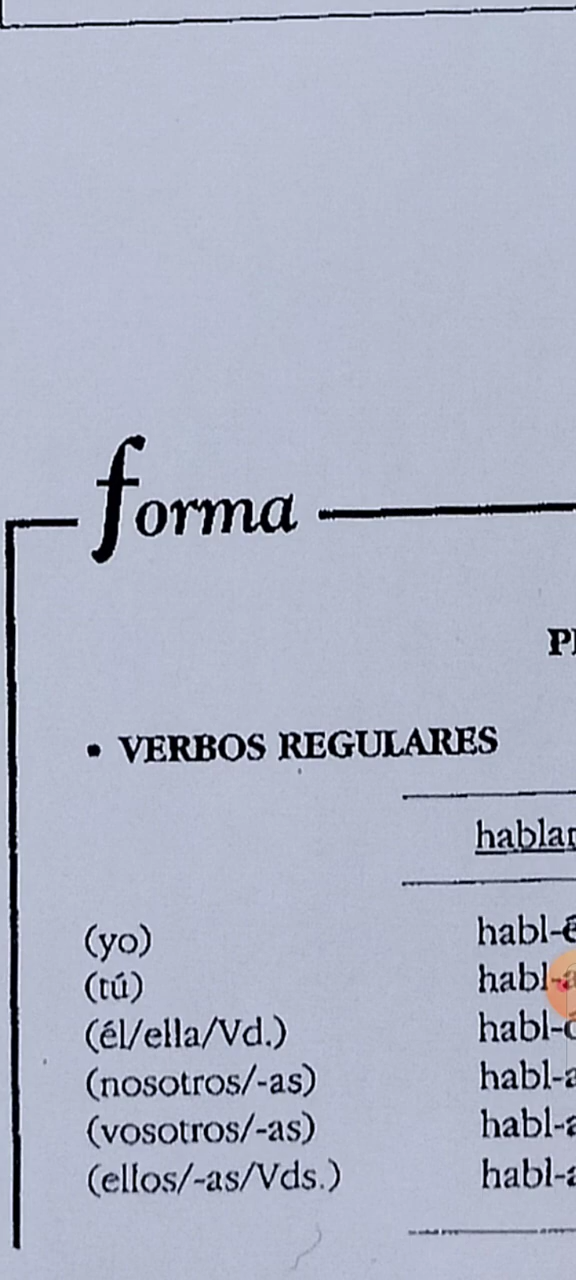 forma
• VERBOS REGULARES
hablar
(yo) habl-é
(tú) habl-a
(él/ella/Vd.) habl-ó
(nosotros/-as) habl-a
(vosotros/-as) habl-a
(ellos/-as/Vds.) habl-a